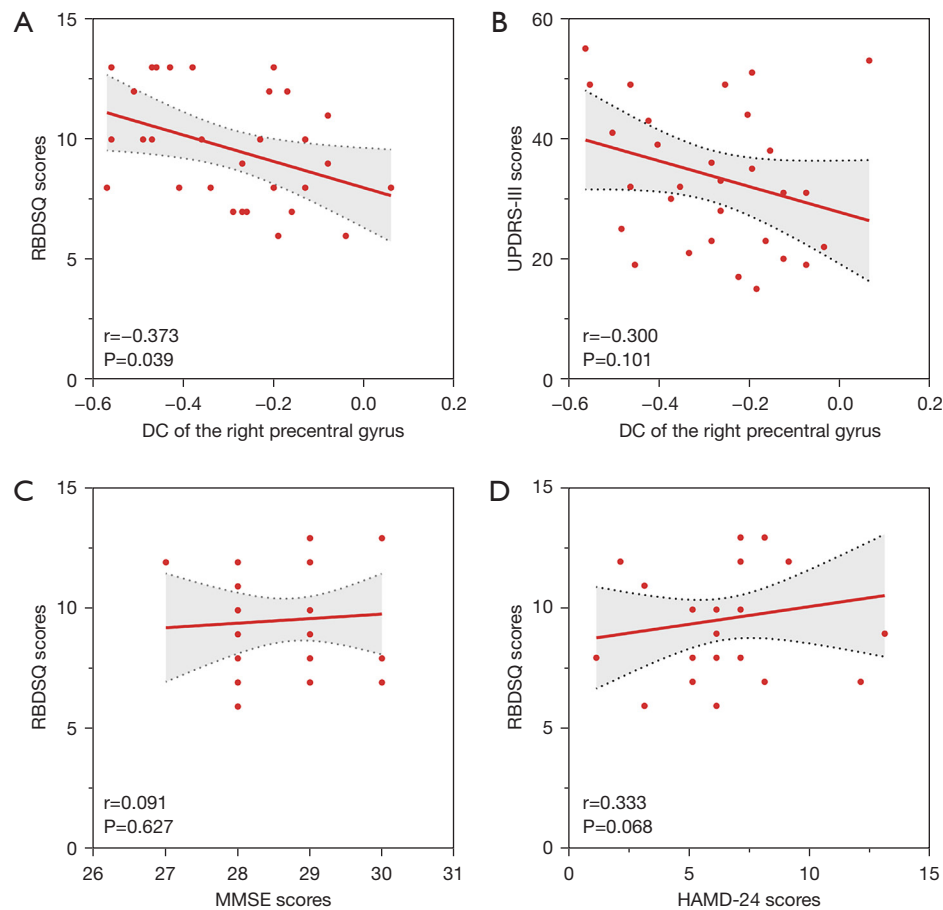 A
15
10
5
0
RBDSQ scores
r=−0.373
P=0.039
−0.6
−0.4
−0.2
0.0
0.2
DC of the right precentral gyrus
B
60
40
20
0
UPDRS-III scores
r=−0.300
P=0.101
−0.6
−0.4
−0.2
0.0
0.2
DC of the right precentral gyrus
C
15
10
5
0
RBDSQ scores
r=0.091
P=0.627
26
27
28
29
30
31
MMSE scores
D
15
10
5
0
RBDSQ scores
r=0.333
P=0.068
0
5
10
15
HAMD-24 scores